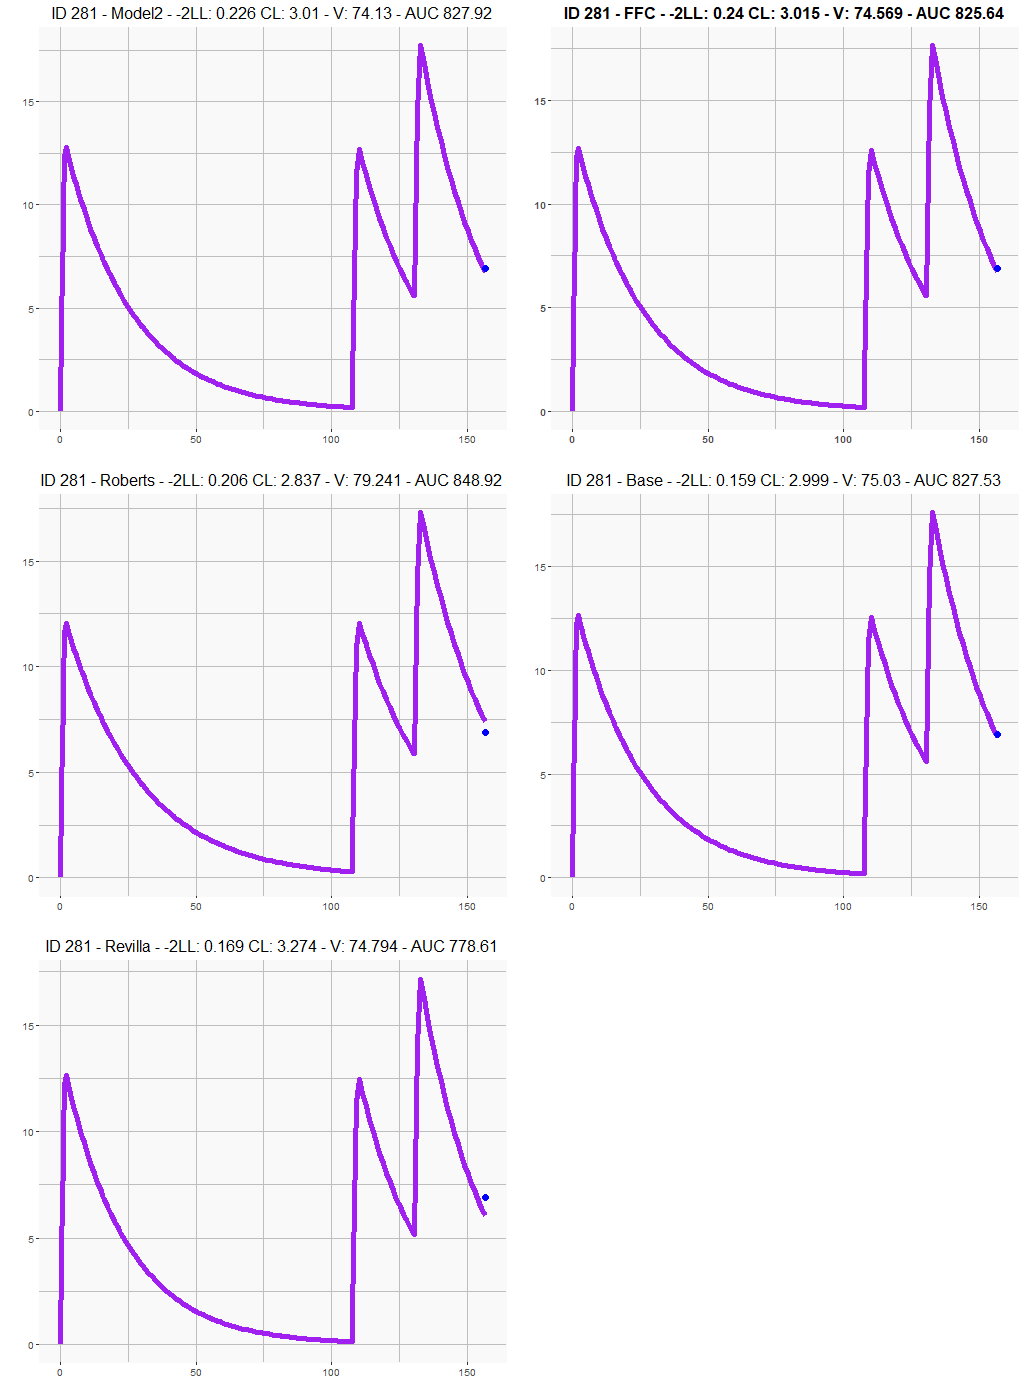 ID 281 - Model2 - -2LL: 0.226 CL: 3.01 - V: 74.13 - AUC 827.92
15
10
5
0
0 50 100 150
ID 281 - FFC - -2LL: 0.24 CL: 3.015 - V: 74.569 - AUC 825.64
15
10
5
0
0 50 100 150
ID 281 - Roberts - -2LL: 0.206 CL: 2.837 - V: 79.241 - AUC 848.92
15
10
5
0
0 50 100 150
ID 281 - Base - -2LL: 0.159 CL: 2.999 - V: 75.03 - AUC 827.53
15
10
5
0
0 50 100 150
ID 281 - Revilla - -2LL: 0.169 CL: 3.274 - V: 74.794 - AUC 778.61
15
10
5
0
0 50 100 150